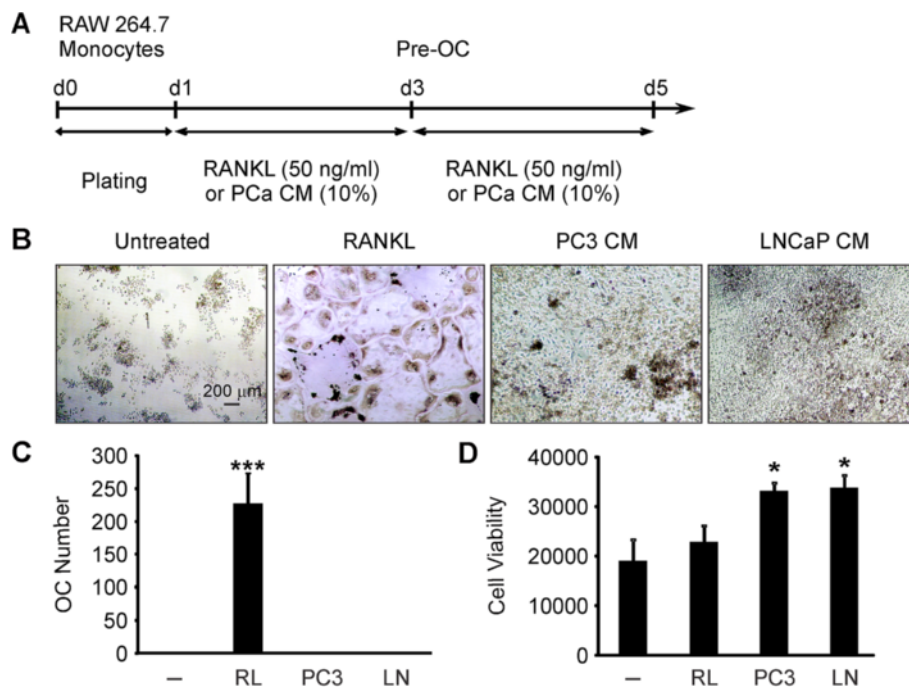 A
RAW 264.7
Monocytes
Pre-OC
d0
d1
d3
d5
Plating
RANKL (50 ng/ml)
or PCa CM (10%)
RANKL (50 ng/ml)
or PCa CM (10%)
B
Untreated
RANKL
PC3 CM
LNCaP CM
200 μm
C
OC Number
300
250
200
150
100
50
0
***
–
RL
PC3
LN
D
Cell Viability
40000
30000
20000
10000
0
*
*
–
RL
PC3
LN